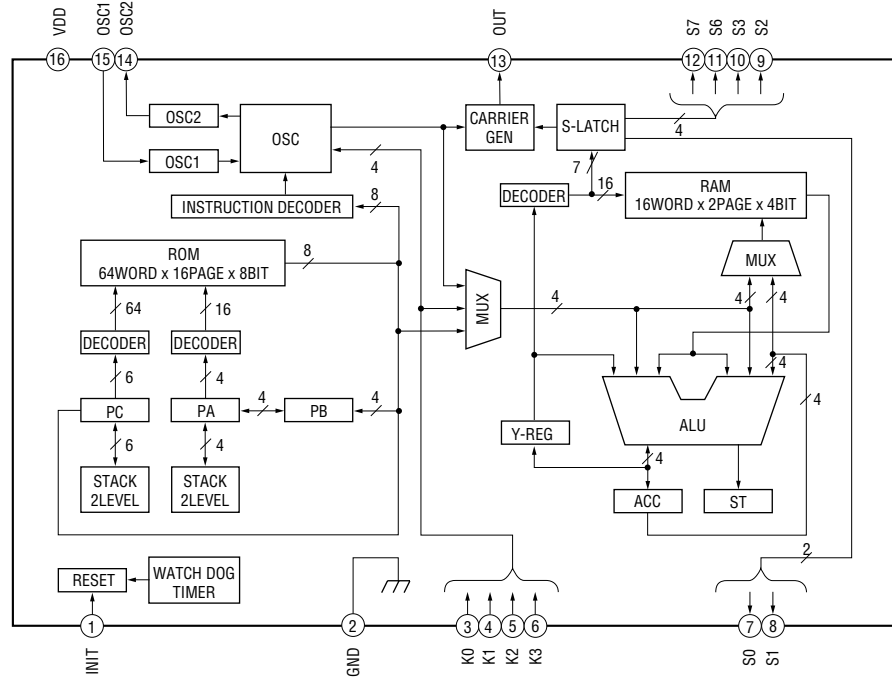 VDD
OSC1
OSC2
OUT
S7
S6
S3
S2
16
15
14
13
12
11
10
9
OSC2
OSC
CARRIER
GEN
S-LATCH
4
OSC1
4
7
INSTRUCTION DECODER
8
DECODER
16
RAM
16WORD x 2PAGE x 4BIT
ROM
64WORD x 16PAGE x 8BIT
8
MUX
64
16
MUX
4
4
4
DECODER
DECODER
4
6
4
PC
PA
4
PB
4
4
ALU
Y-REG
6
4
4
STACK
2LEVEL
STACK
2LEVEL
ACC
ST
2
RESET
WATCH DOG
TIMER
1
2
3
4
5
6
7
8
INIT
GND
K0
K1
K2
K3
S0
S1